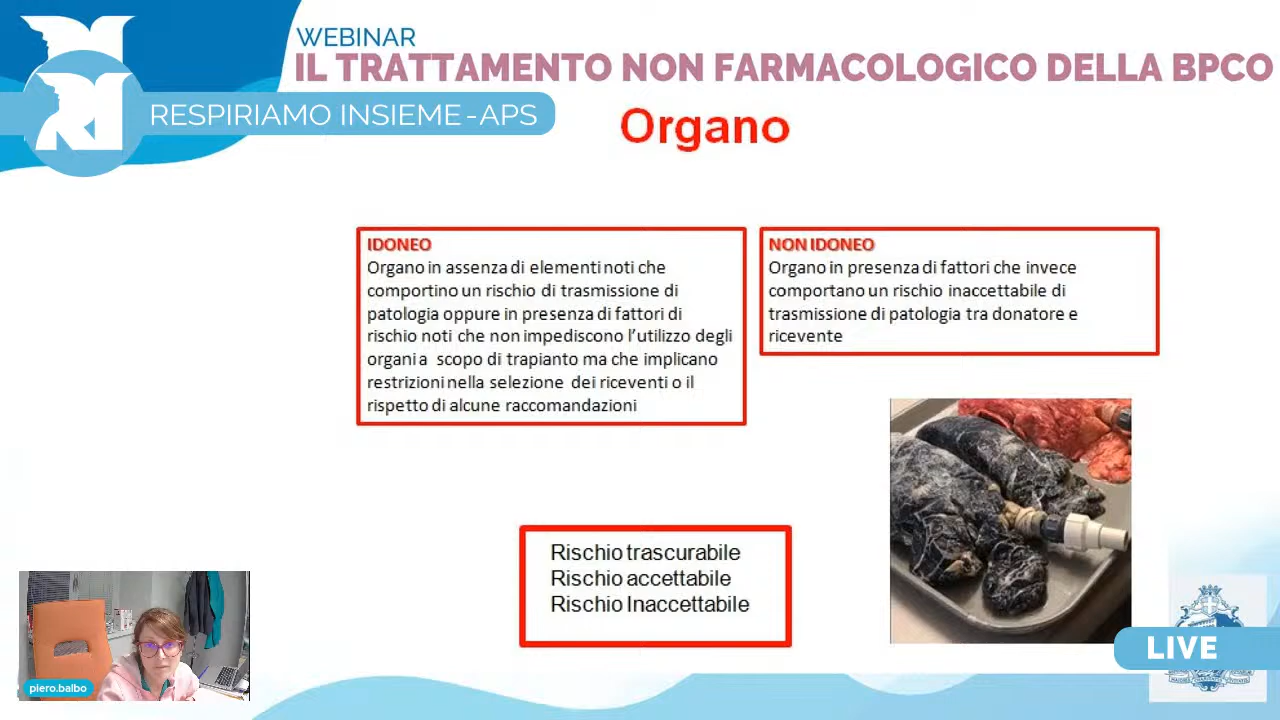 WEBINAR
IL TRATTAMENTO NON FARMACOLOGICO DELLA BPCO
RESPIRIAMO INSIEME-APS
Organo
IDONEO
Organo in assenza di elementi noti che
comportino un rischio di trasmissione di
patologia oppure in presenza di fattori di
rischio noti che non impediscono l'utilizzo degli
organi a scopo di trapianto ma che implicano
restrizioni nella selezione dei riceventi o il
rispetto di alcune raccomandazioni
NON IDONEO
Organo in presenza di fattori che invece
comportano un rischio inaccettabile di
trasmissione di patologia tra donatore e
ricevente
Rischio trascurabile
Rischio accettabile
Rischio Inaccettabile
piero.balbo
LIVE